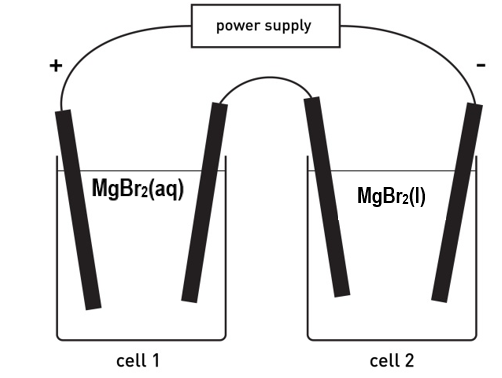 power supply
+
-
MgBr₂(aq)
MgBr₂(l)
cell 1
cell 2